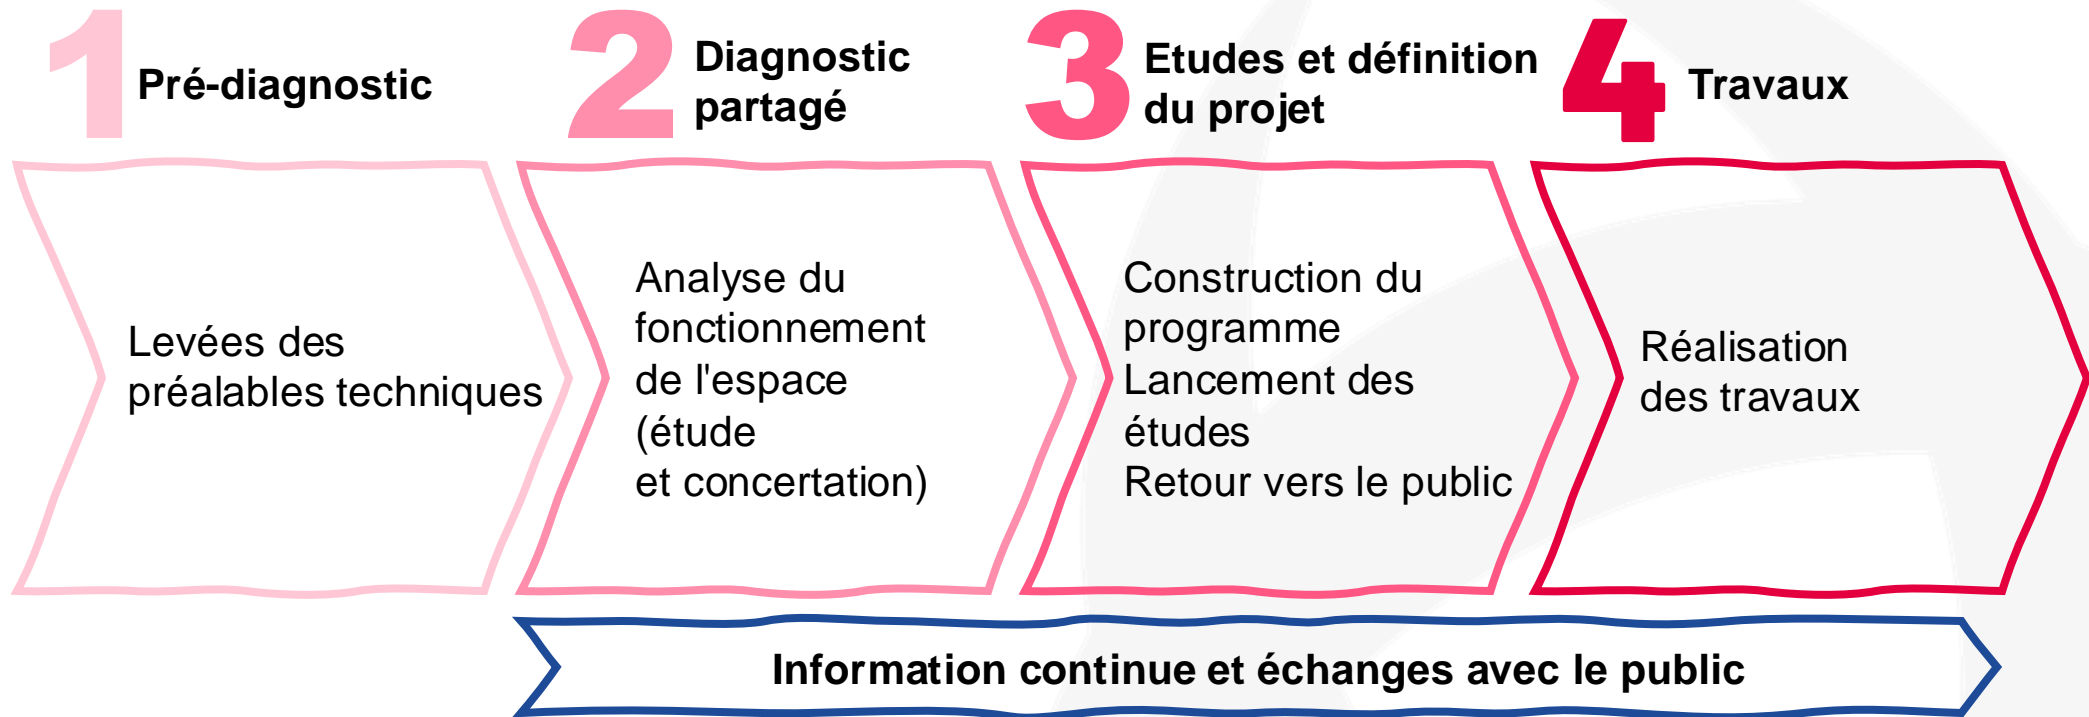 1
Pré-diagnostic
2
Diagnostic
partagé
3
Etudes et définition
du projet
4
Travaux
Levées des
préalables techniques
Analyse du
fonctionnement
de l'espace
(étude
et concertation)
Construction du
programme
Lancement des
études
Retour vers le public
Réalisation
des travaux
Information continue et échanges avec le public